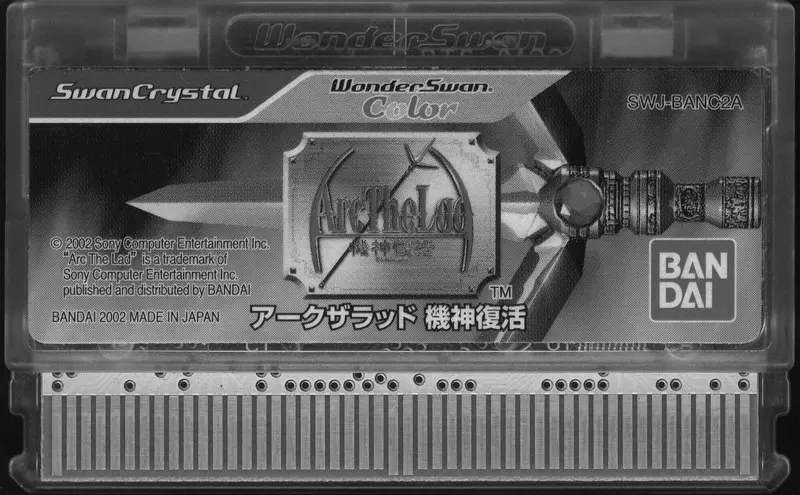 WonderSwan
SwanCrystal™
WonderSwan™
Color
SWJ-BANC2A
Arc The Lad
機神復活
™
© 2002 Sony Computer Entertainment Inc.
"Arc The Lad" is a trademark of
Sony Computer Entertainment Inc.
published and distributed by BANDAI
BANDAI 2002 MADE IN JAPAN
アークザラッド 機神復活
BAN
DAI